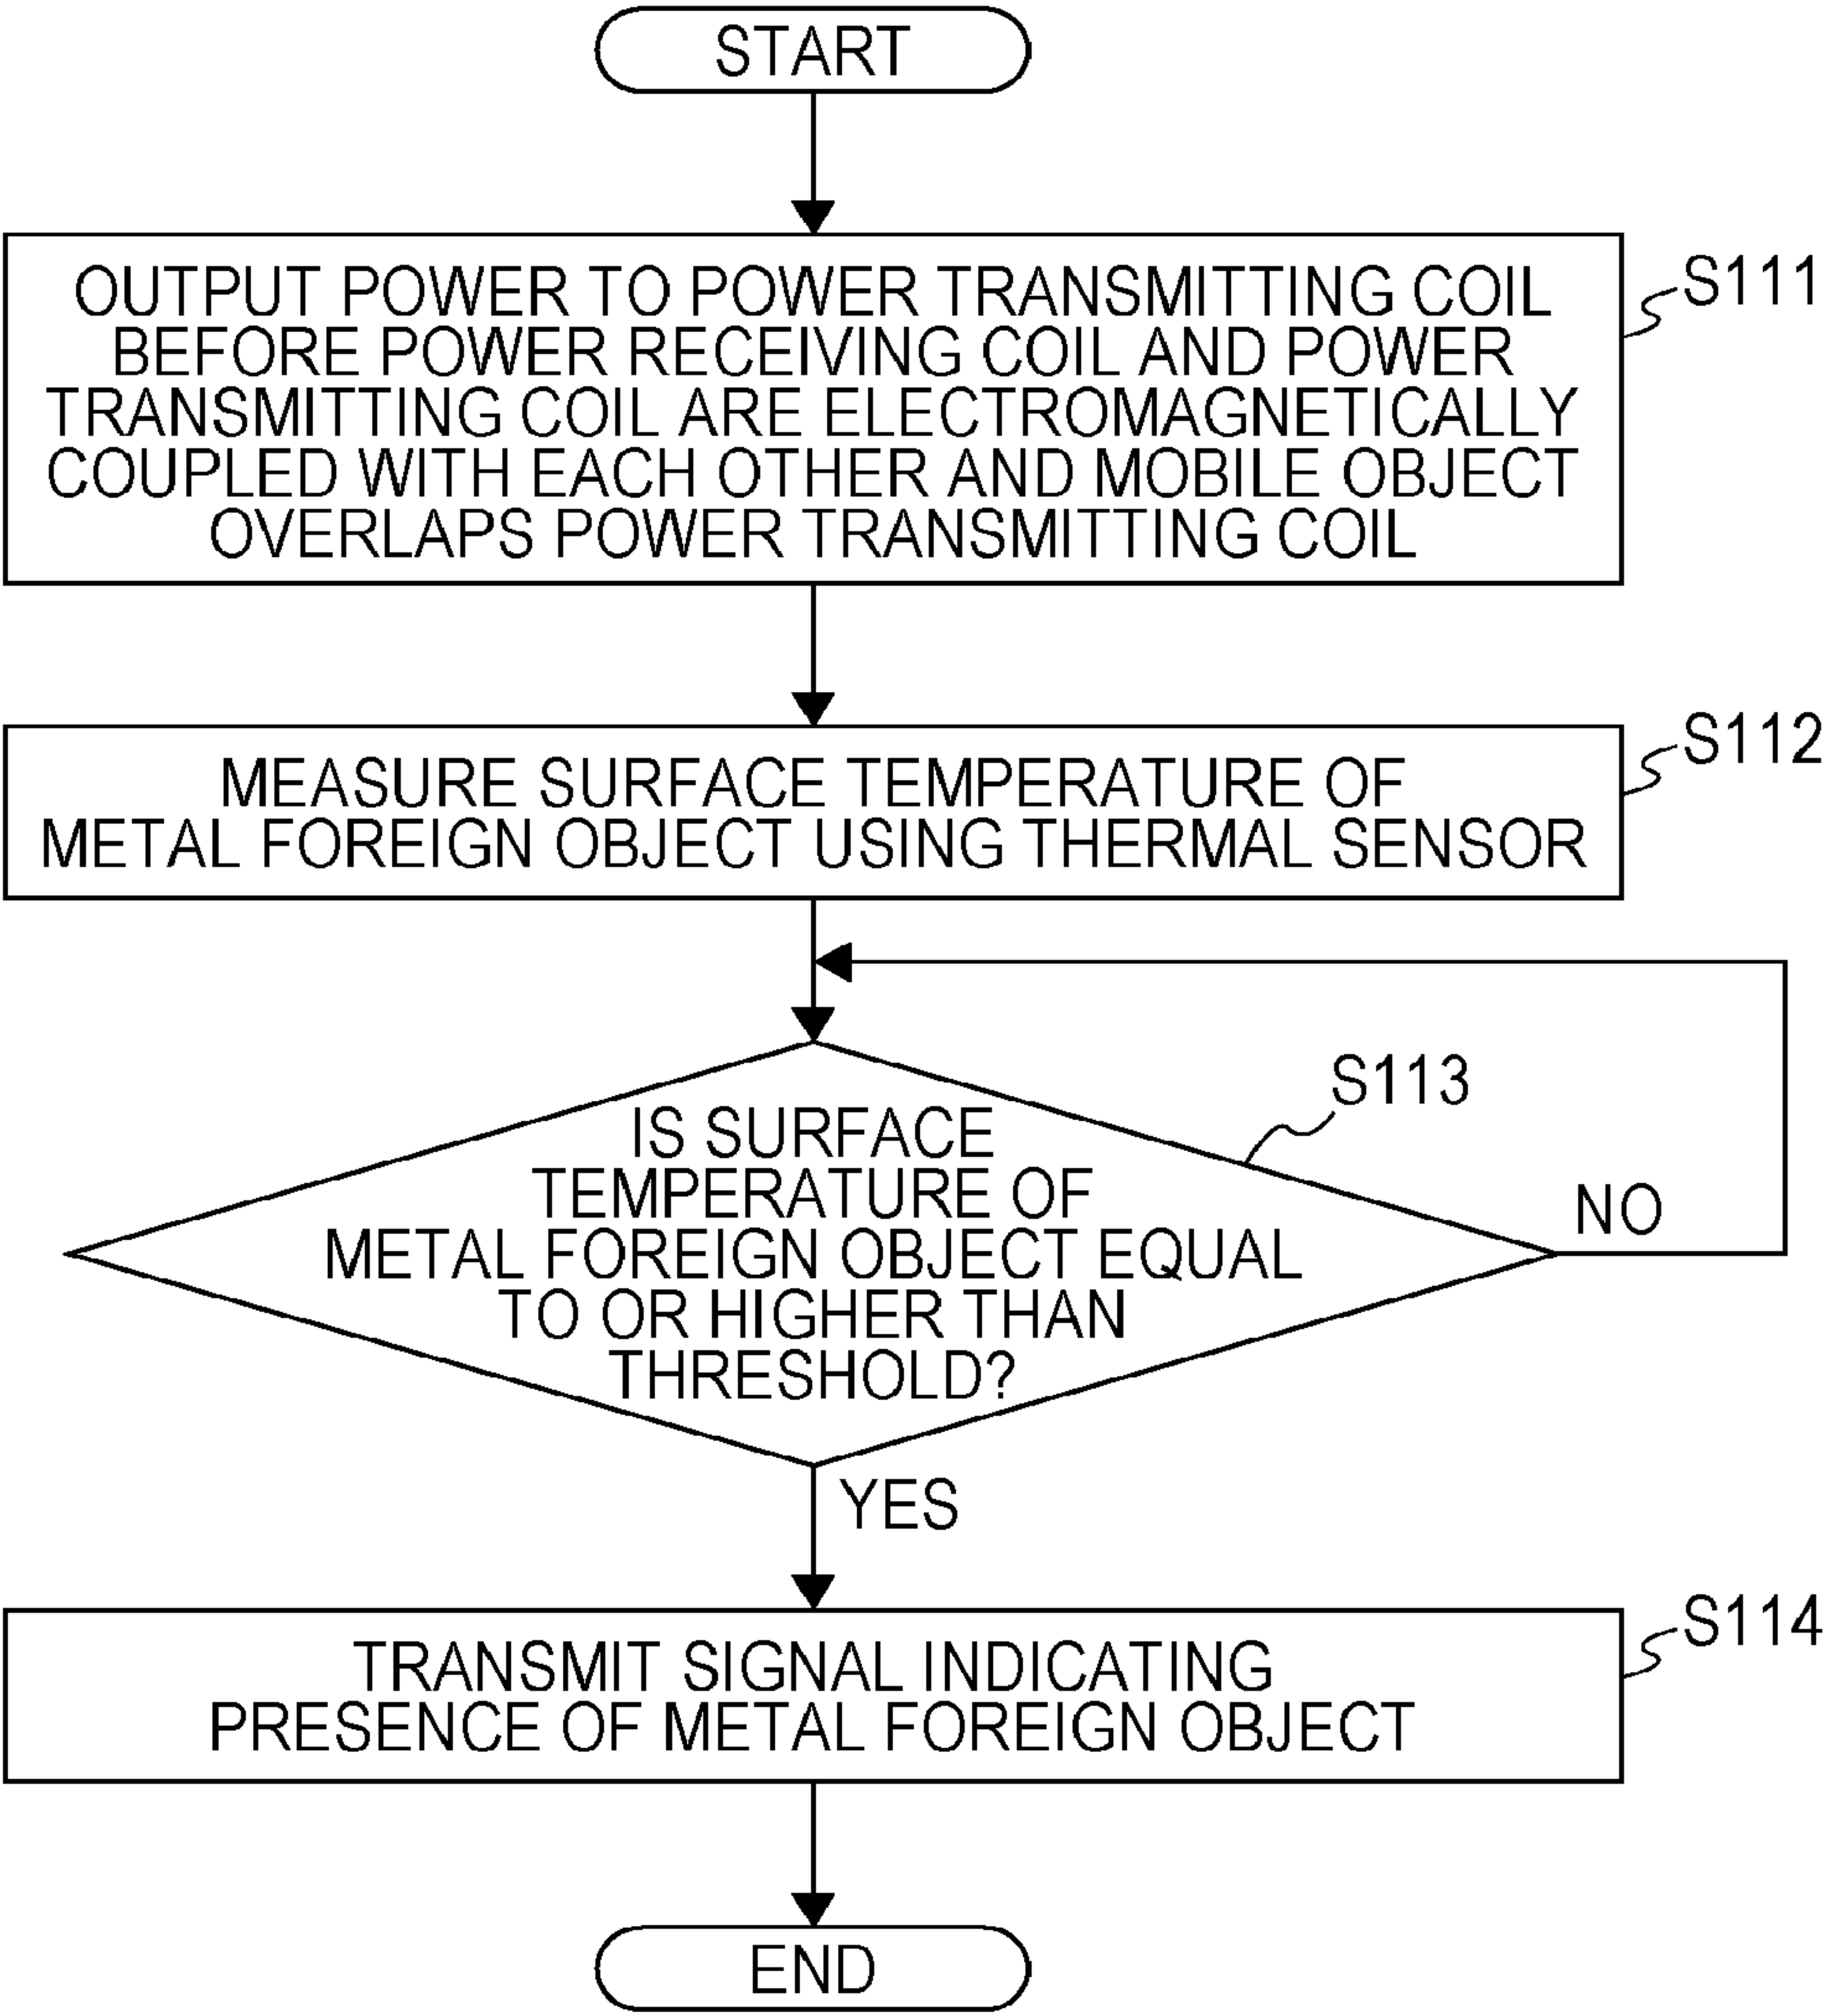 START
OUTPUT POWER TO POWER TRANSMITTING COIL
BEFORE POWER RECEIVING COIL AND POWER
TRANSMITTING COIL ARE ELECTROMAGNETICALLY
COUPLED WITH EACH OTHER AND MOBILE OBJECT
OVERLAPS POWER TRANSMITTING COIL
S111
MEASURE SURFACE TEMPERATURE OF
METAL FOREIGN OBJECT USING THERMAL SENSOR
S112
IS SURFACE
TEMPERATURE OF
METAL FOREIGN OBJECT EQUAL
TO OR HIGHER THAN
THRESHOLD?
S113
NO
YES
TRANSMIT SIGNAL INDICATING
PRESENCE OF METAL FOREIGN OBJECT
S114
END